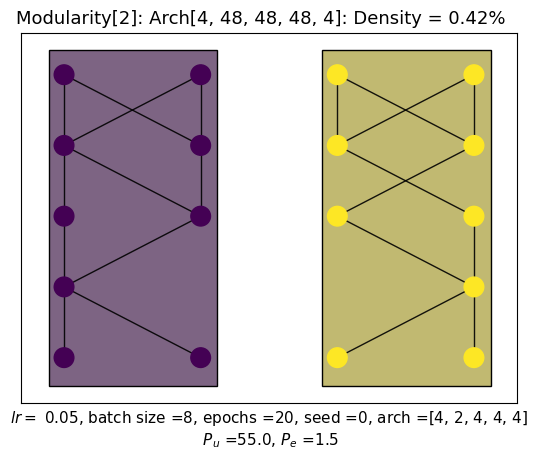 Modularity[2]: Arch[4, 48, 48, 48, 4]: Density = 0.42%
lr = 0.05, batch size =8, epochs =20, seed =0, arch =[4, 2, 4, 4, 4]
P_u =55.0, P_e =1.5